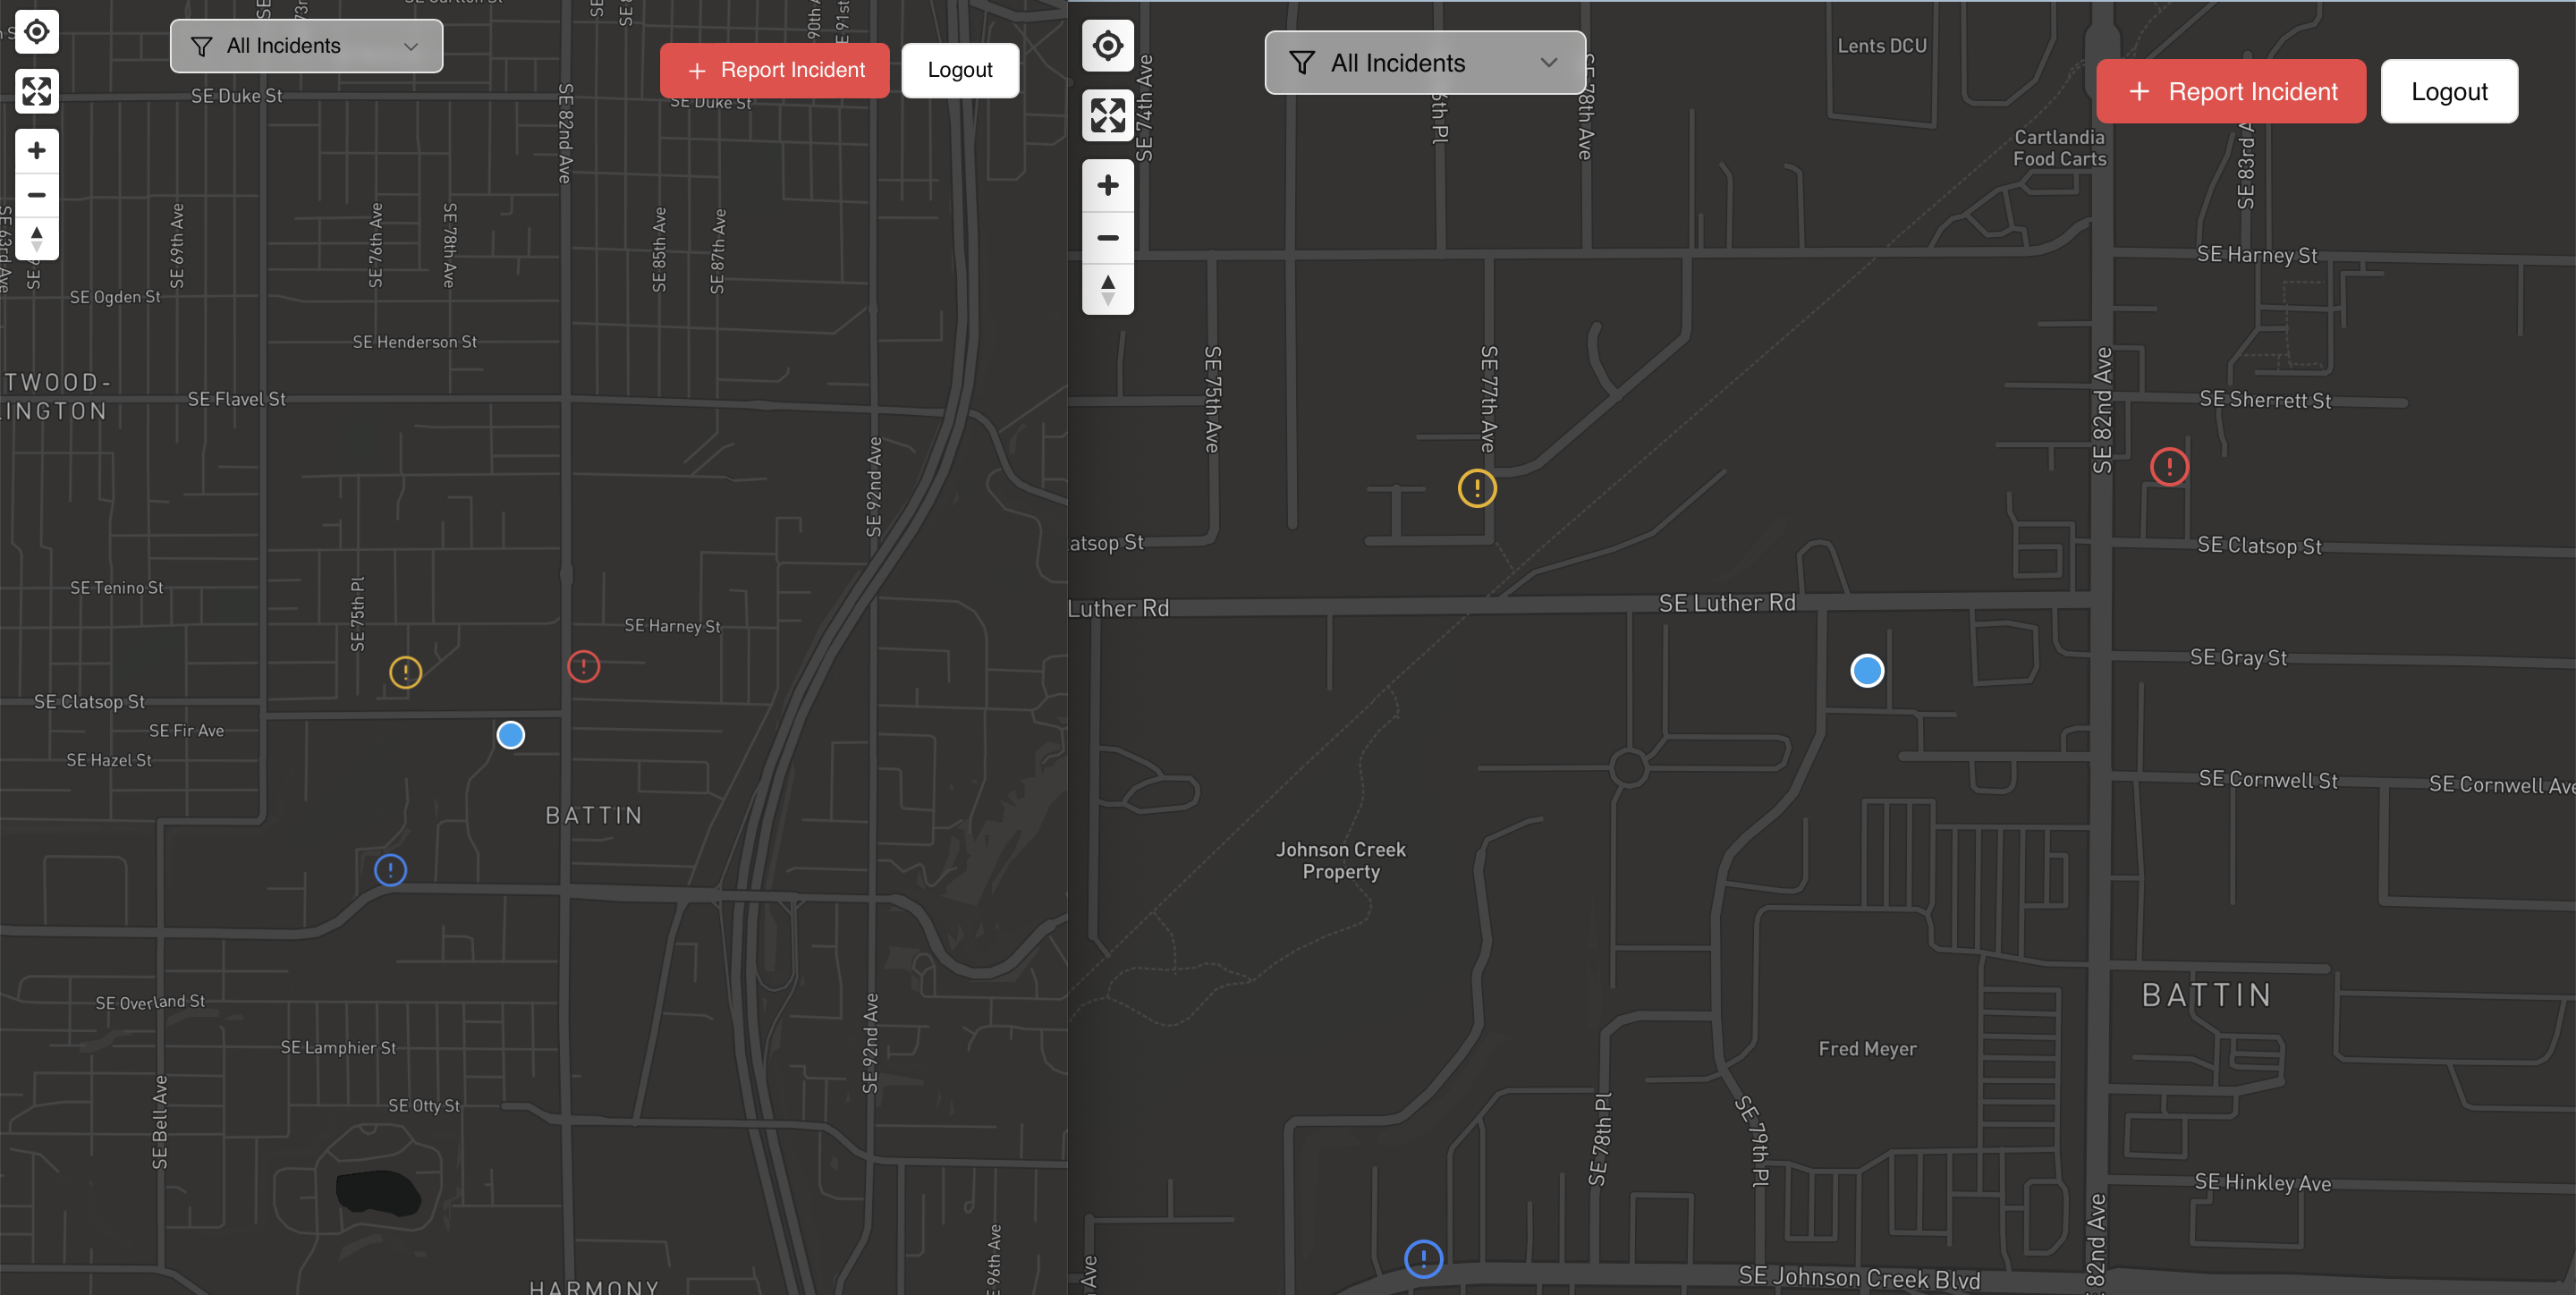 All Incidents
Report Incident
Logout
SE Duke St
SE Duke St
SE 82nd Ave
SE 69th Ave
SE 76th Ave
SE 78th Ave
SE 85th Ave
SE 87th Ave
SE 63rd Ave
SE Ogden St
SE Henderson St
TWOOD-
INGTON
SE Flavel St
SE 92nd Ave
SE Tenino St
SE 75th Pl
SE Harney St
SE Clatsop St
SE Fir Ave
SE Hazel St
BATTIN
SE Overland St
SE Lamphier St
SE Otty St
SE Bell Ave
SE 92nd Ave
SE 96th Ave
HARMONY
All Incidents
Report Incident
Logout
Lents DCU
Cartlandia
Food Carts
SE 74th Ave
6th Pl
SE 78th Ave
SE 83rd A
SE Harney St
SE 75th Ave
SE 77th Ave
SE 82nd Ave
SE Sherrett St
atsop St
SE Clatsop St
Luther Rd
SE Luther Rd
SE Gray St
SE Cornwell St
SE Cornwell Ave
Johnson Creek
Property
BATTIN
Fred Meyer
SE 78th Pl
SE 79th Pl
SE Hinkley Ave
82nd Ave
Ave
SE Johnson Creek Blvd